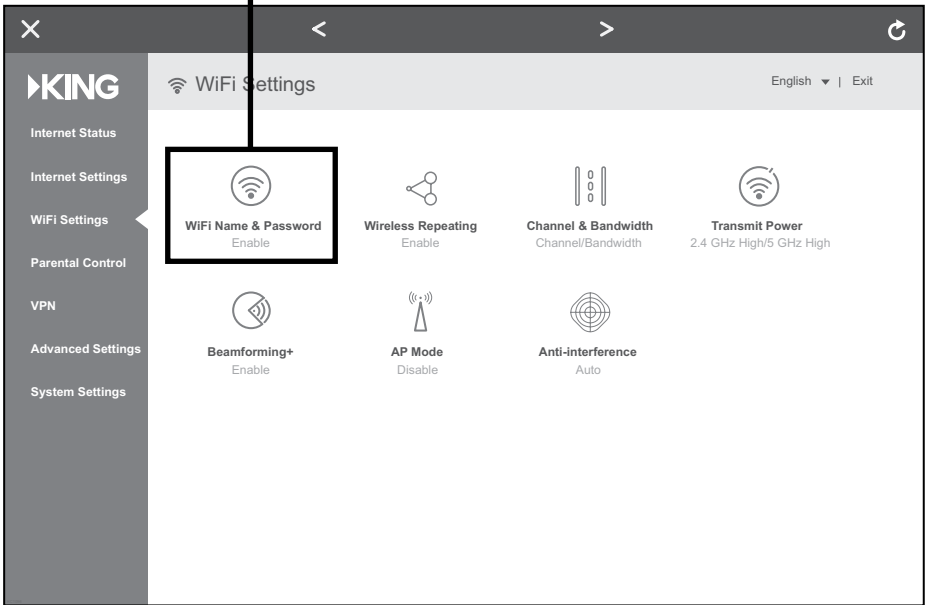 KING
WiFi Settings
English | Exit
Internet Status
Internet Settings
WiFi Settings
Parental Control
VPN
Advanced Settings
System Settings
WiFi Name & Password
Enable
Wireless Repeating
Enable
Channel & Bandwidth
Channel/Bandwidth
Transmit Power
2.4 GHz High/5 GHz High
Beamforming+
Enable
AP Mode
Disable
Anti-interference
Auto